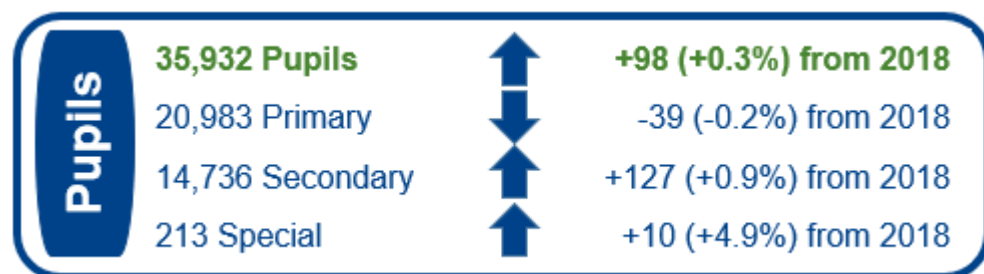 Pupils
35,932 Pupils +98 (+0.3%) from 2018
20,983 Primary -39 (-0.2%) from 2018
14,736 Secondary +127 (+0.9%) from 2018
213 Special +10 (+4.9%) from 2018